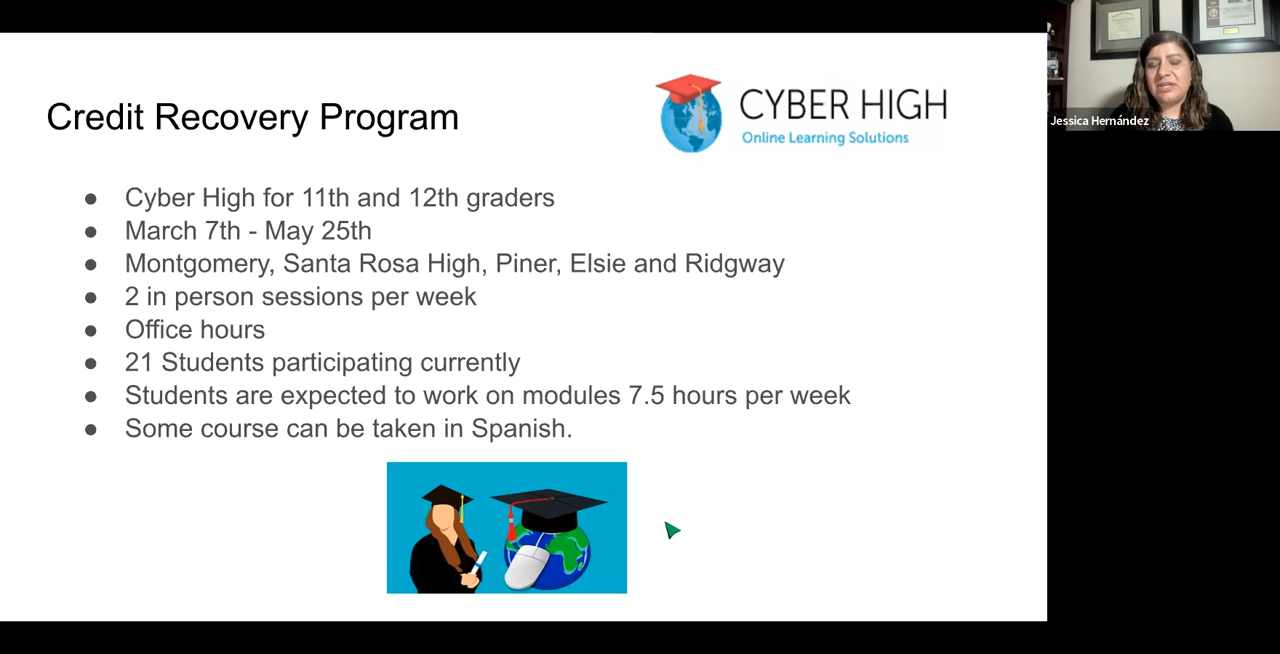 Credit Recovery Program
CYBER HIGH
Online Learning Solutions
● Cyber High for 11th and 12th graders
● March 7th - May 25th
● Montgomery, Santa Rosa High, Piner, Elsie and Ridgway
● 2 in person sessions per week
● Office hours
● 21 Students participating currently
● Students are expected to work on modules 7.5 hours per week
● Some course can be taken in Spanish.
Jessica Hernández